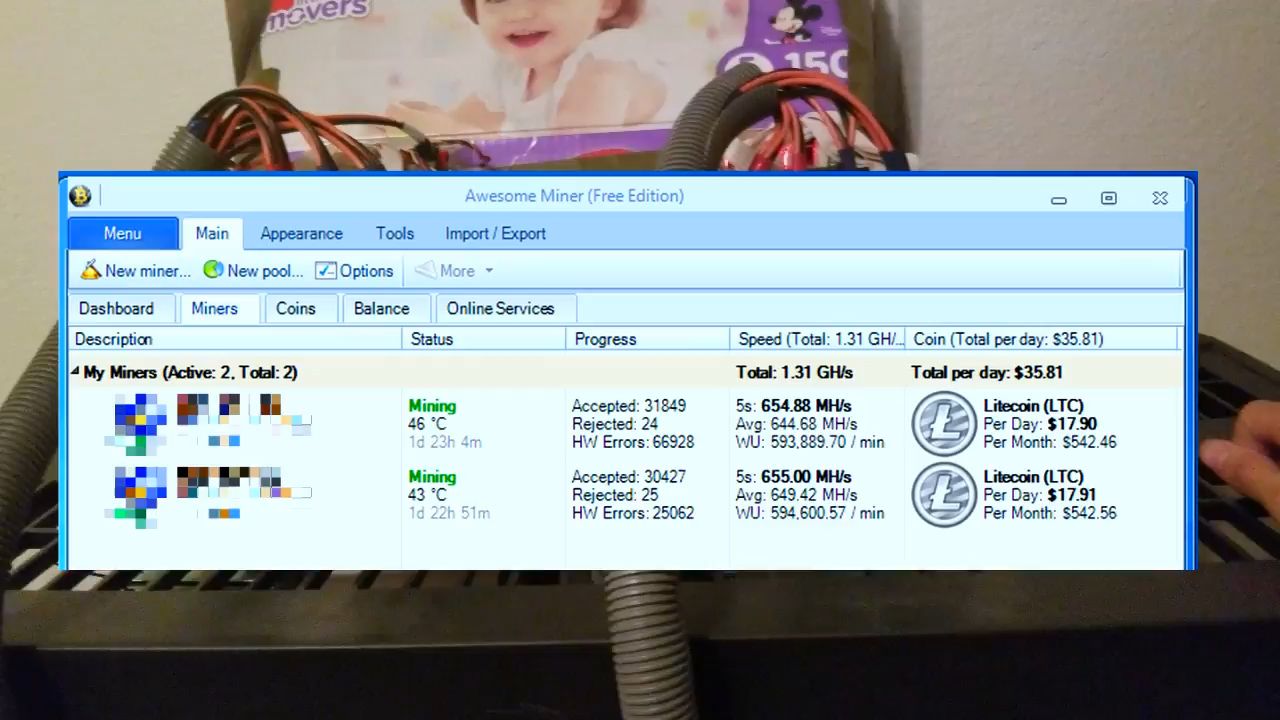 movers
150
Awesome Miner (Free Edition)
Menu Main Appearance Tools Import / Export
New miner... New pool... Options More
Dashboard Miners Coins Balance Online Services
Description Status Progress Speed (Total: 1.31 GH/... Coin (Total per day: $35.81)
My Miners (Active: 2, Total: 2) Total: 1.31 GH/s Total per day: $35.81
Mining Accepted: 31849 5s: 654.88 MH/s Litecoin (LTC)
46 °C Rejected: 24 Avg: 644.68 MH/s Per Day: $17.90
1d 23h 4m HW Errors: 66928 WU: 593,889.70 / min Per Month: $542.46
Mining Accepted: 30427 5s: 655.00 MH/s Litecoin (LTC)
43 °C Rejected: 25 Avg: 649.42 MH/s Per Day: $17.91
1d 22h 51m HW Errors: 25062 WU: 594,600.57 / min Per Month: $542.56